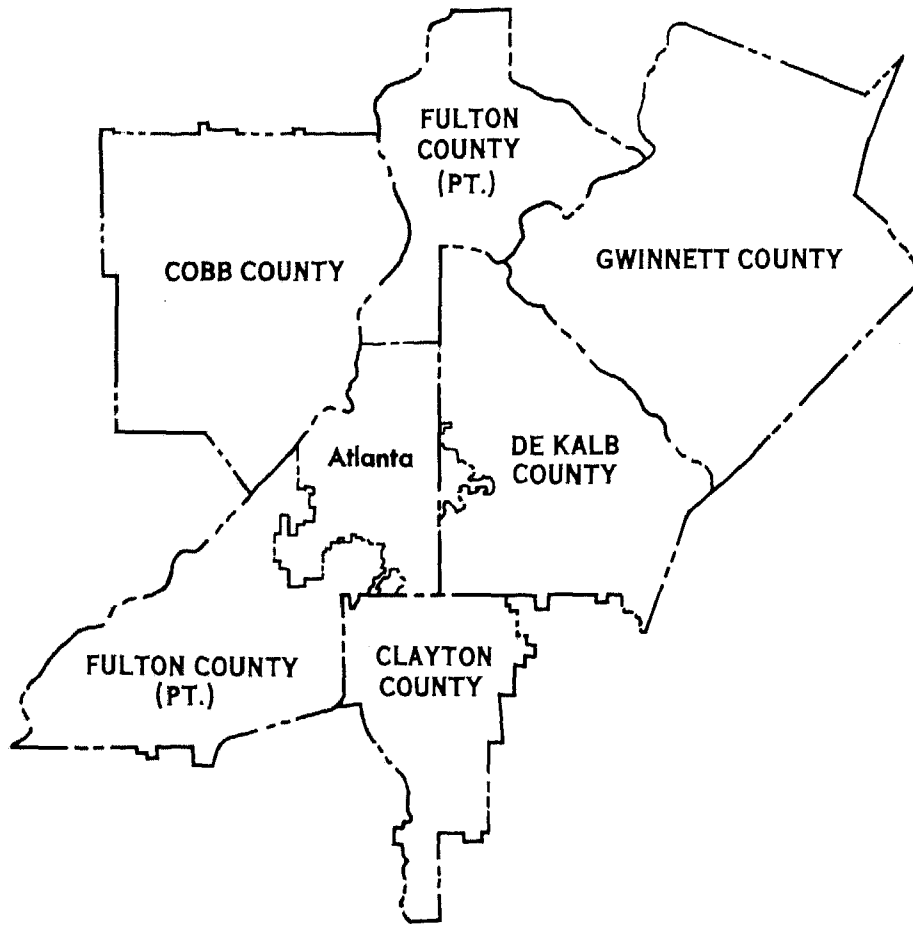 FULTON
COUNTY
(PT.)
COBB COUNTY
GWINNETT COUNTY
Atlanta
DE KALB
COUNTY
FULTON COUNTY
(PT.)
CLAYTON
COUNTY